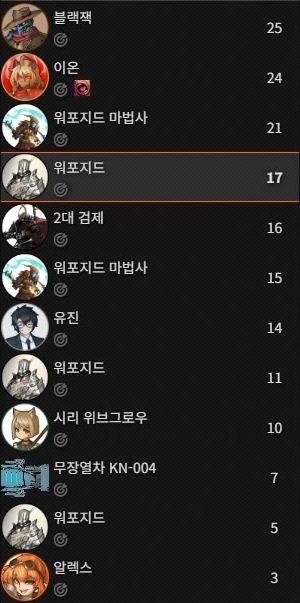 블랙잭
25
이온
24
워포지드 마법사
21
워포지드
17
2대 검제
16
워포지드 마법사
15
유진
14
워포지드
11
시리 위브그로우
10
무장열차 KN-004
7
워포지드
5
알렉스
3